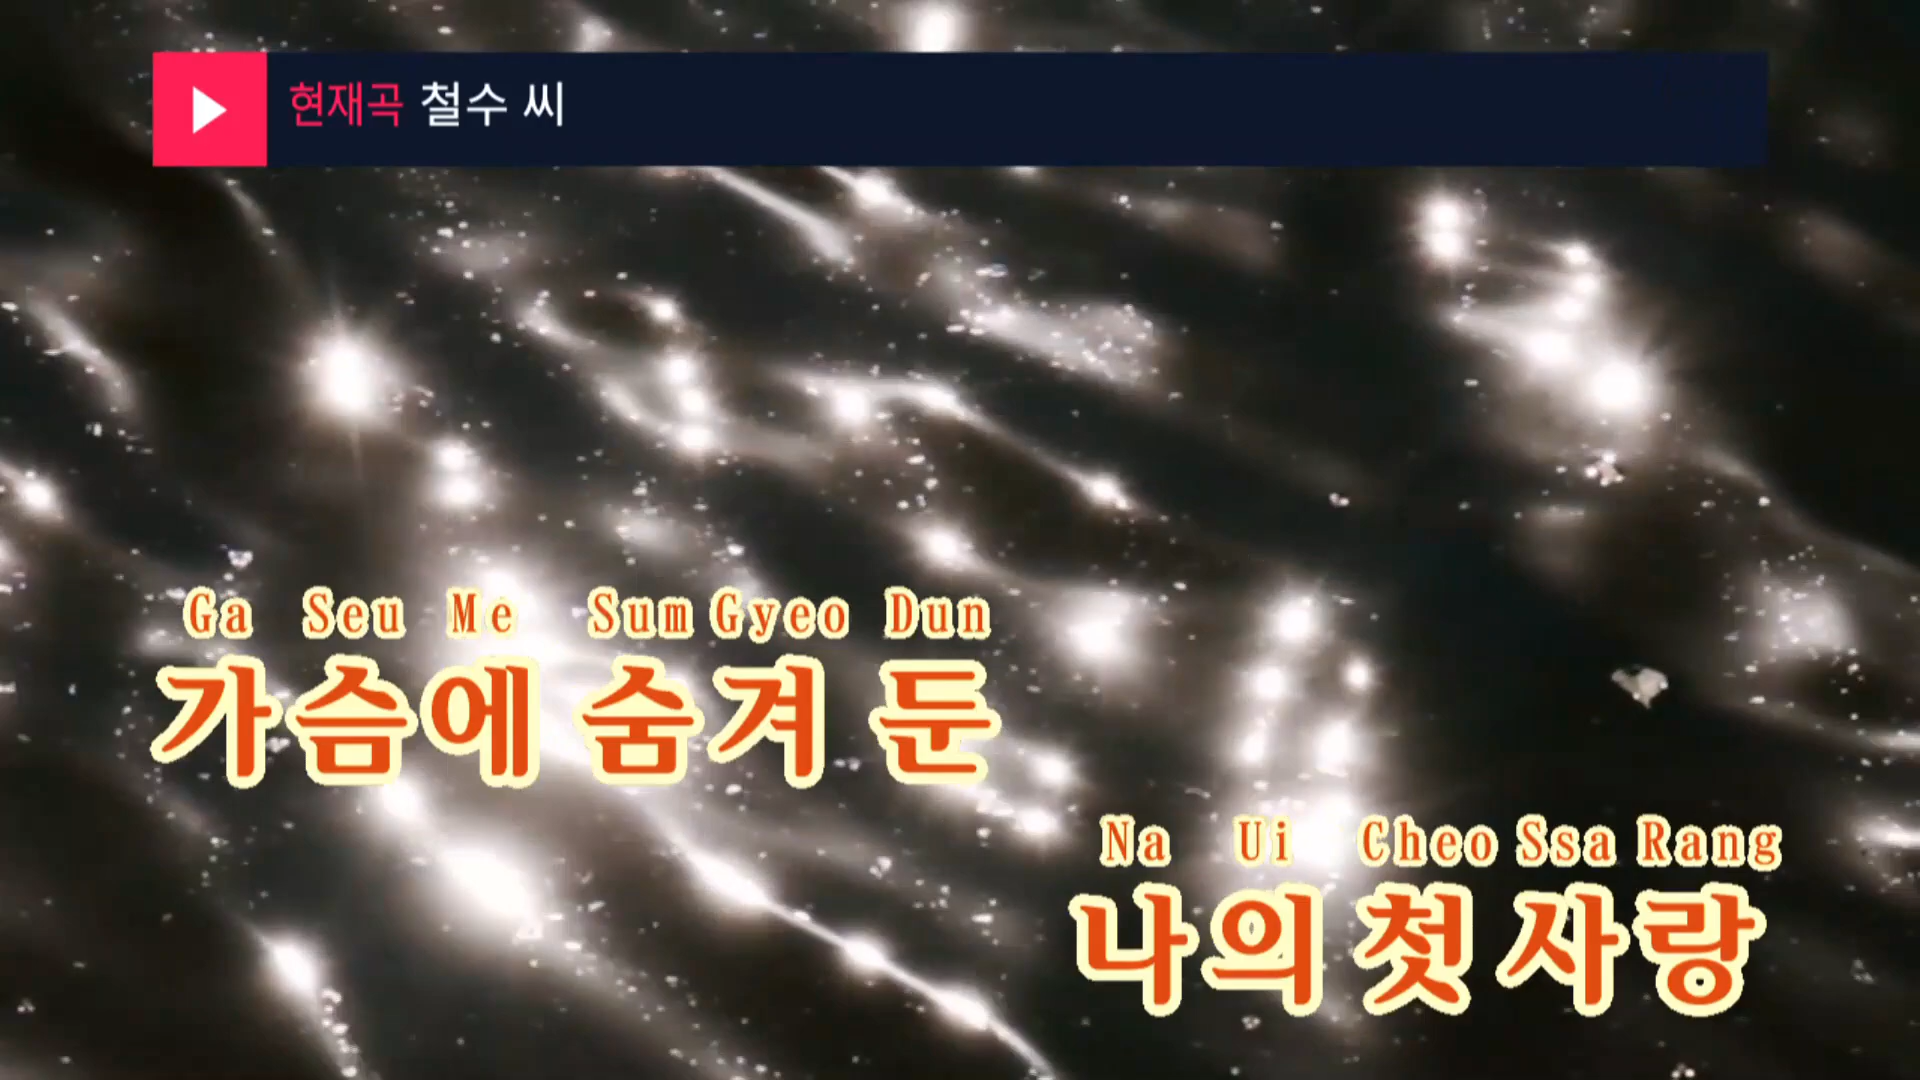 현재곡 철수 씨
Ga Seu Me Sum Gyeo Dun
가슴에 숨겨 둔
Na Ui Cheo Ssa Rang
나의 첫 사랑